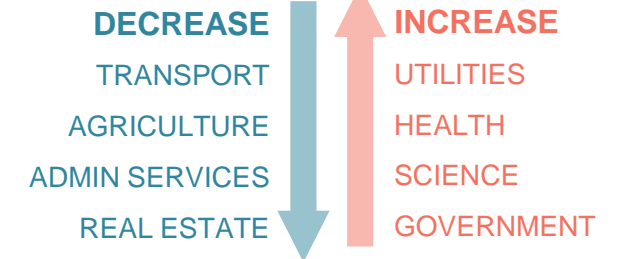 DECREASE
TRANSPORT
AGRICULTURE
ADMIN SERVICES
REAL ESTATE
INCREASE
UTILITIES
HEALTH
SCIENCE
GOVERNMENT